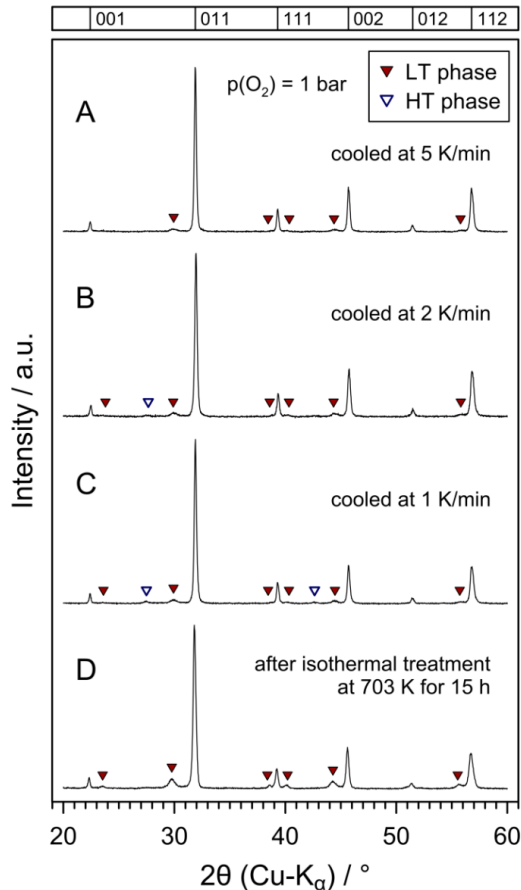 001 011 111 002 012 112
p(O₂) = 1 bar
▼ LT phase
▽ HT phase
A
cooled at 5 K/min
B
cooled at 2 K/min
C
cooled at 1 K/min
D
after isothermal treatment
at 703 K for 15 h
Intensity / a.u.
20 30 40 50 60
2θ (Cu-Kα) / °